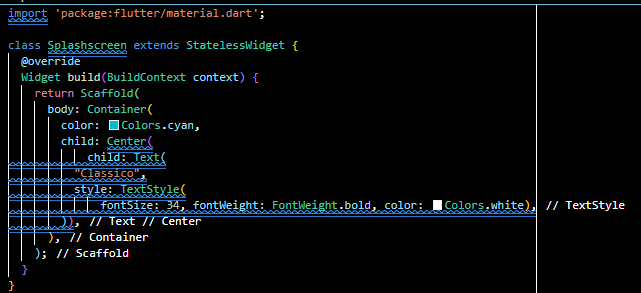 import 'package:flutter/material.dart';

class Splashscreen extends StatelessWidget {
  @override
  Widget build(BuildContext context) {
    return Scaffold(
      body: Container(
        color: Colors.cyan,
        child: Center(
            child: Text(
          "Classico",
          style: TextStyle(
              fontSize: 34, fontWeight: FontWeight.bold, color: Colors.white), // TextStyle
        )), // Text // Center
      ), // Container
    ); // Scaffold
  }
}